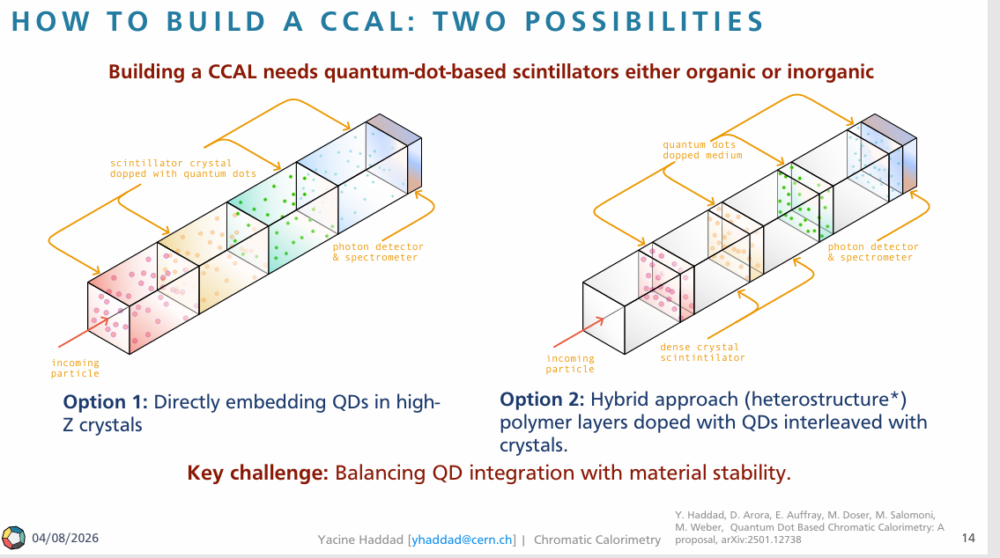 HOW TO BUILD A CCAL: TWO POSSIBILITIES
Building a CCAL needs quantum-dot-based scintillators either organic or inorganic
scintillator crystal
dopped with quantum dots
photon detector
& spectrometer
incoming
particle
quantum dots
dopped medium
photon detector
& spectrometer
dense crystal
scintintilator
incoming
particle
Option 1: Directly embedding QDs in high-
Z crystals
Option 2: Hybrid approach (heterostructure*)
polymer layers doped with QDs interleaved with
crystals.
Key challenge: Balancing QD integration with material stability.
04/08/2026
Yacine Haddad [yhaddad@cern.ch] | Chromatic Calorimetry
Y. Haddad, D. Arora, E. Auffray, M. Doser, M. Salomoni,
M. Weber, Quantum Dot Based Chromatic Calorimetry: A
proposal, arXiv:2501.12738
14